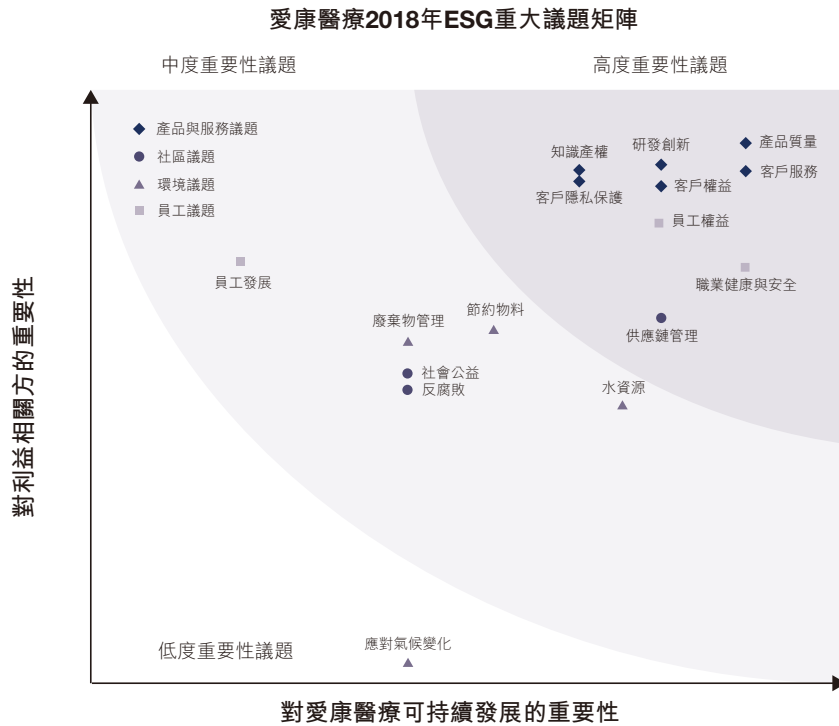 愛康醫療2018年ESG重大議題矩陣
中度重要性議題
高度重要性議題
產品與服務議題
社區議題
環境議題
員工議題
知識產權
研發創新
產品質量
客戶隱私保護
客戶權益
客戶服務
員工權益
員工發展
職業健康與安全
廢棄物管理
節約物料
供應鏈管理
社會公益
反腐敗
水資源
低度重要性議題
應對氣候變化
對利益相關方的重要性
對愛康醫療可持續發展的重要性